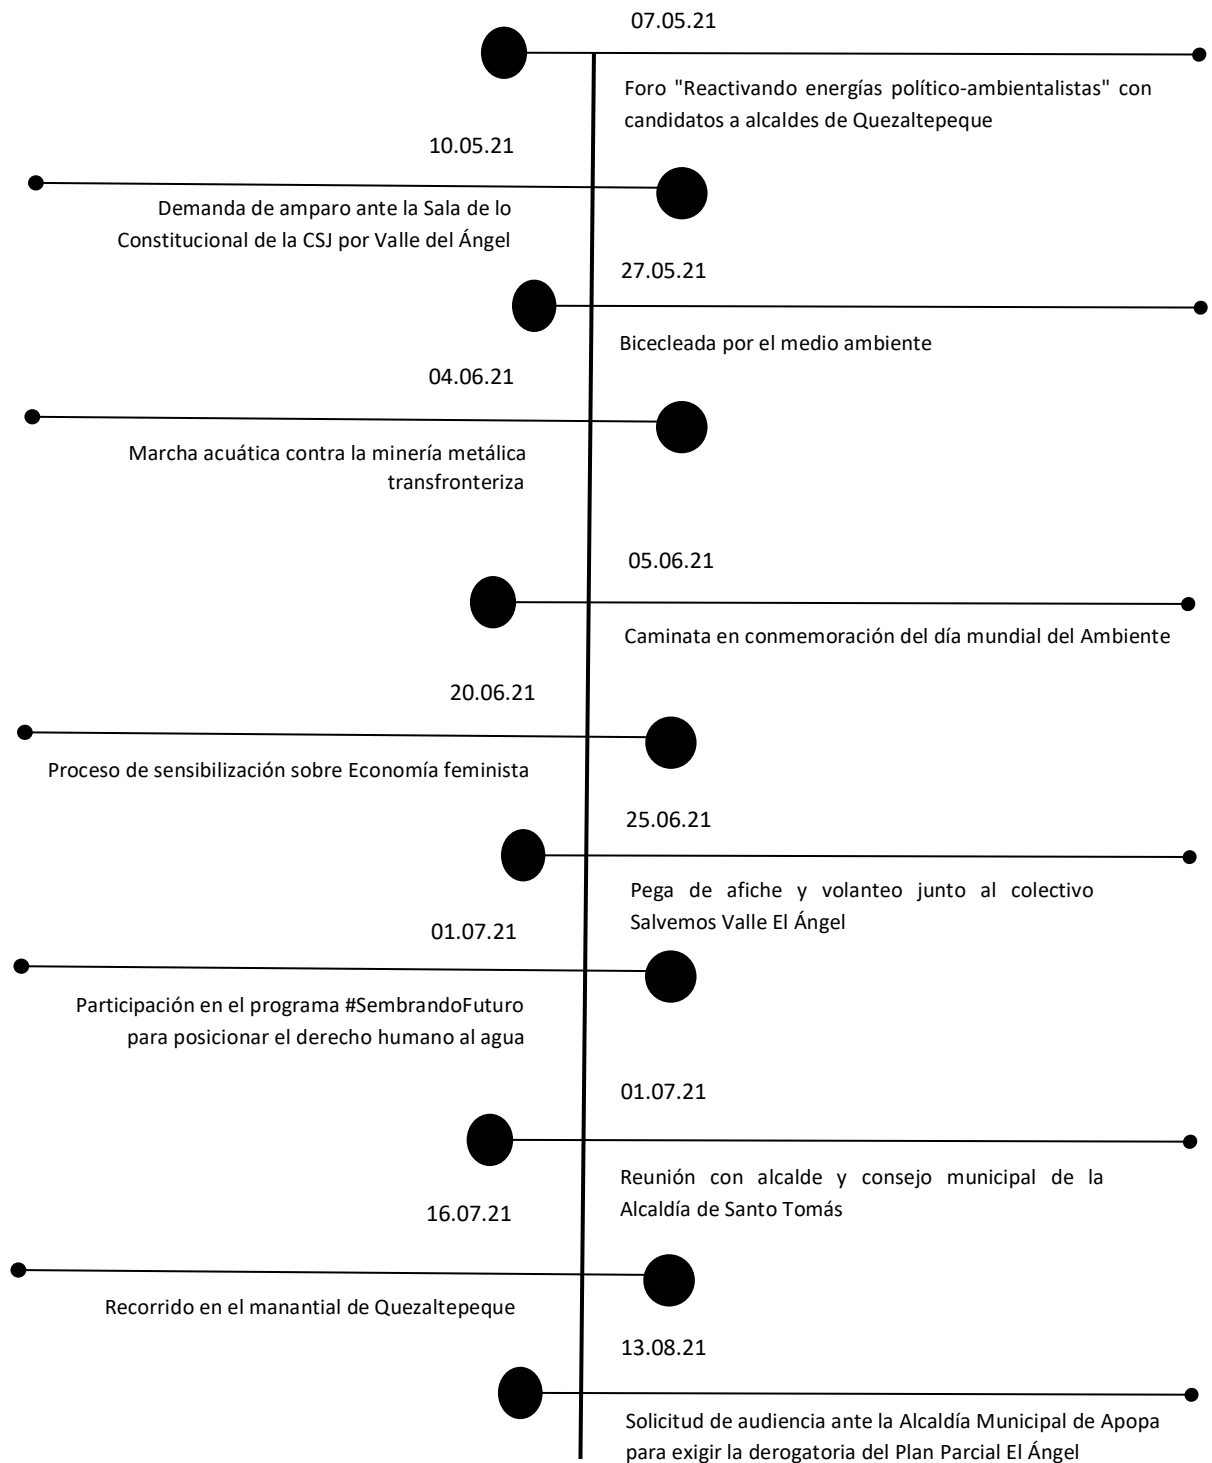 07.05.21
Foro "Reactivando energías político-ambientalistas" con
candidatos a alcaldes de Quezaltepeque
10.05.21
Demanda de amparo ante la Sala de lo
Constitucional de la CSJ por Valle del Ángel
27.05.21
Bicecleada por el medio ambiente
04.06.21
Marcha acuática contra la minería metálica
transfronteriza
05.06.21
Caminata en conmemoración del día mundial del Ambiente
20.06.21
Proceso de sensibilización sobre Economía feminista
25.06.21
Pega de afiche y volanteo junto al colectivo
Salvemos Valle El Ángel
01.07.21
Participación en el programa #SembrandoFuturo
para posicionar el derecho humano al agua
01.07.21
Reunión con alcalde y consejo municipal de la
Alcaldía de Santo Tomás
16.07.21
Recorrido en el manantial de Quezaltepeque
13.08.21
Solicitud de audiencia ante la Alcaldía Municipal de Apopa
para exigir la derogatoria del Plan Parcial El Ángel